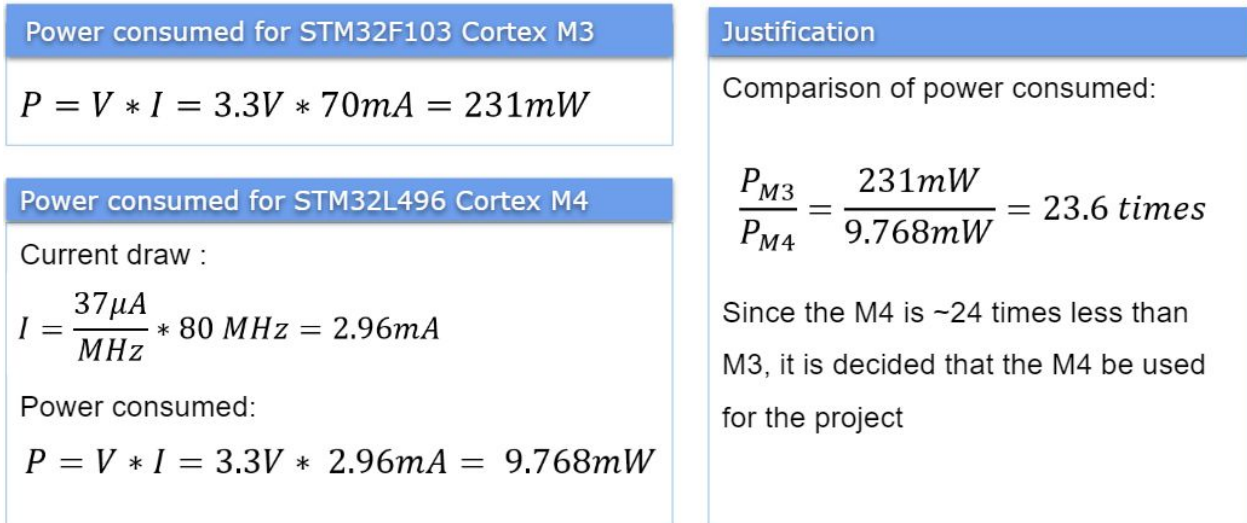 Power consumed for STM32F103 Cortex M3
P = V * I = 3.3V * 70mA = 231mW
Power consumed for STM32L496 Cortex M4
Current draw :
I = 37μA / MHz * 80 MHz = 2.96mA
Power consumed:
P = V * I = 3.3V * 2.96mA = 9.768mW
Justification
Comparison of power consumed:
P_M3 / P_M4 = 231mW / 9.768mW = 23.6 times
Since the M4 is ~24 times less than
M3, it is decided that the M4 be used
for the project